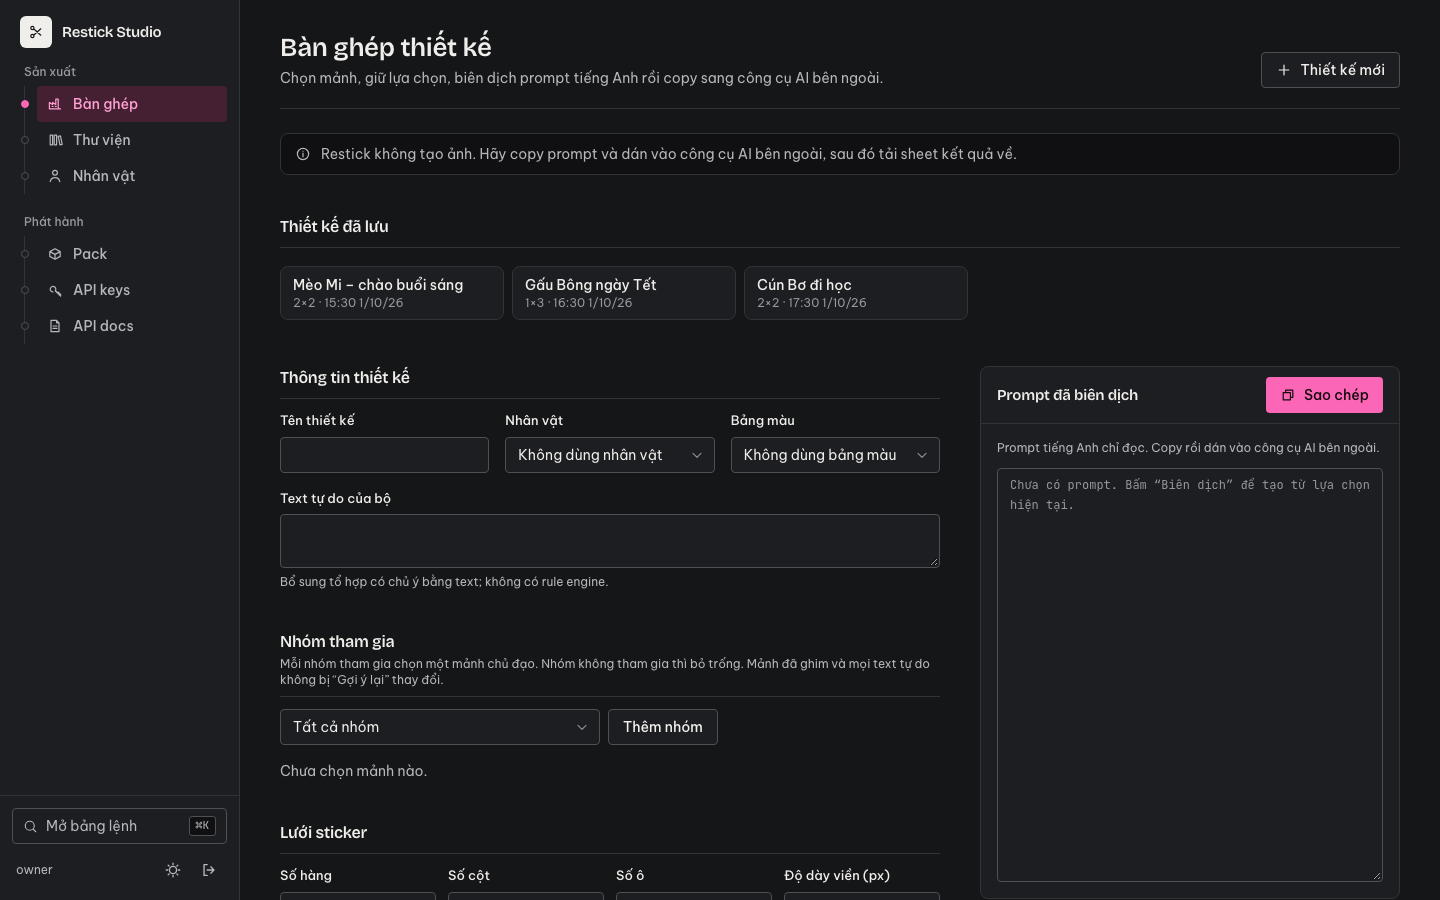 Restick Studio
Sản xuất
Bàn ghép
Thư viện
Nhân vật
Phát hành
Pack
API keys
API docs
Mở bảng lệnh
⌘K
owner
Bàn ghép thiết kế
Chọn mảnh, giữ lựa chọn, biên dịch prompt tiếng Anh rồi copy sang công cụ AI bên ngoài.
Thiết kế mới
Restick không tạo ảnh. Hãy copy prompt và dán vào công cụ AI bên ngoài, sau đó tải sheet kết quả về.
Thiết kế đã lưu
Mèo Mi – chào buổi sáng
2×2 · 15:30 1/10/26
Gấu Bông ngày Tết
1×3 · 16:30 1/10/26
Cún Bơ đi học
2×2 · 17:30 1/10/26
Thông tin thiết kế
Tên thiết kế
Nhân vật
Không dùng nhân vật
Bảng màu
Không dùng bảng màu
Text tự do của bộ
Bổ sung tổ hợp có chủ ý bằng text; không có rule engine.
Nhóm tham gia
Mỗi nhóm tham gia chọn một mảnh chủ đạo. Nhóm không tham gia thì bỏ trống. Mảnh đã ghim và mọi text tự do
không bị “Gợi ý lại” thay đổi.
Tất cả nhóm
Thêm nhóm
Chưa chọn mảnh nào.
Lưới sticker
Số hàng
Số cột
Số ô
Độ dày viền (px)
Prompt đã biên dịch
Sao chép
Prompt tiếng Anh chỉ đọc. Copy rồi dán vào công cụ AI bên ngoài.
Chưa có prompt. Bấm “Biên dịch” để tạo từ lựa chọn
hiện tại.